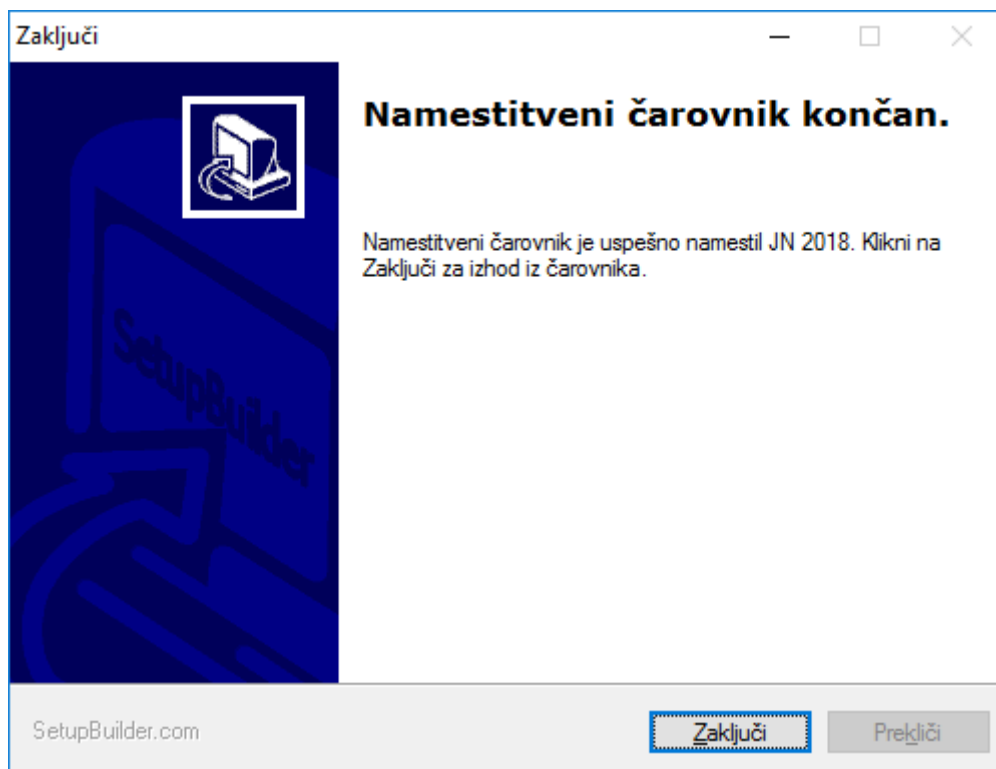 Zaključi
Namestitveni čarovnik končan.
Namestitveni čarovnik je uspešno namestil JN 2018. Klikni na
Zaključi za izhod iz čarovnika.
SetupBuilder
SetupBuilder.com
Zaključi
Prekliči